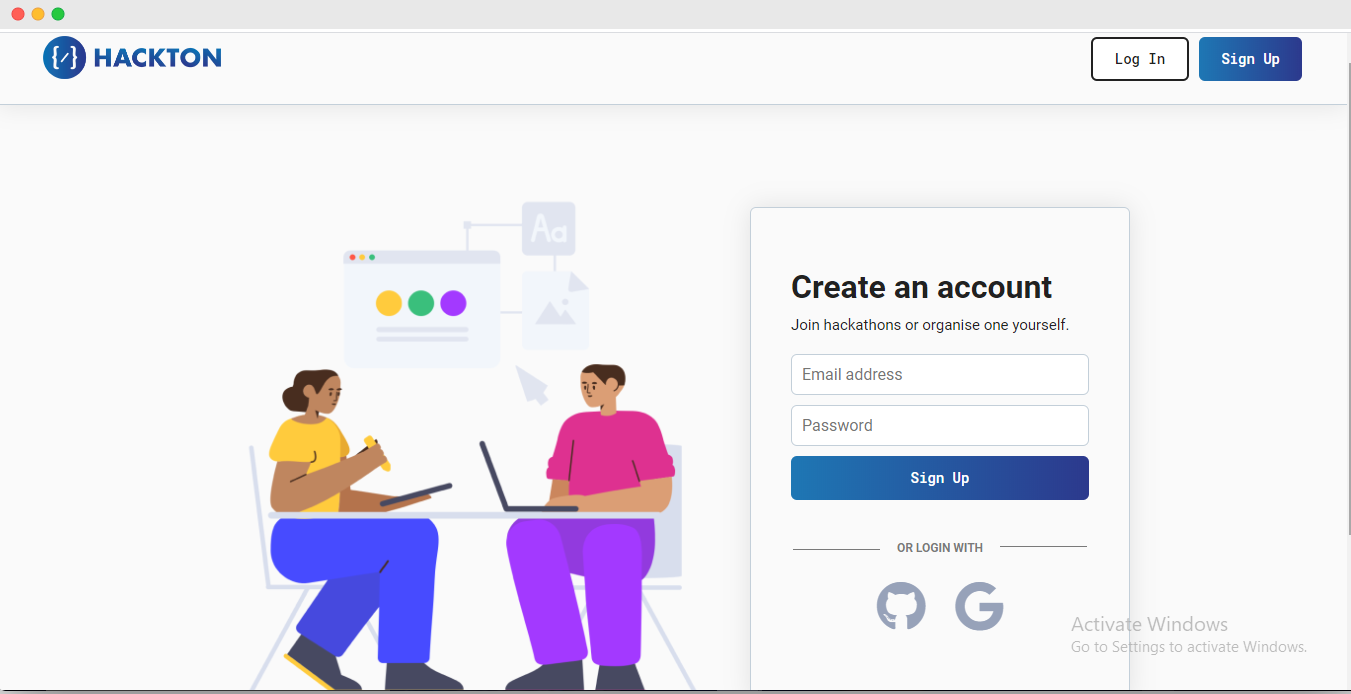 {/} HACKTON
Log In
Sign Up
Aa
Create an account
Join hackathons or organise one yourself.
Email address
Password
Sign Up
OR LOGIN WITH
G
Activate Windows
Go to Settings to activate Windows.